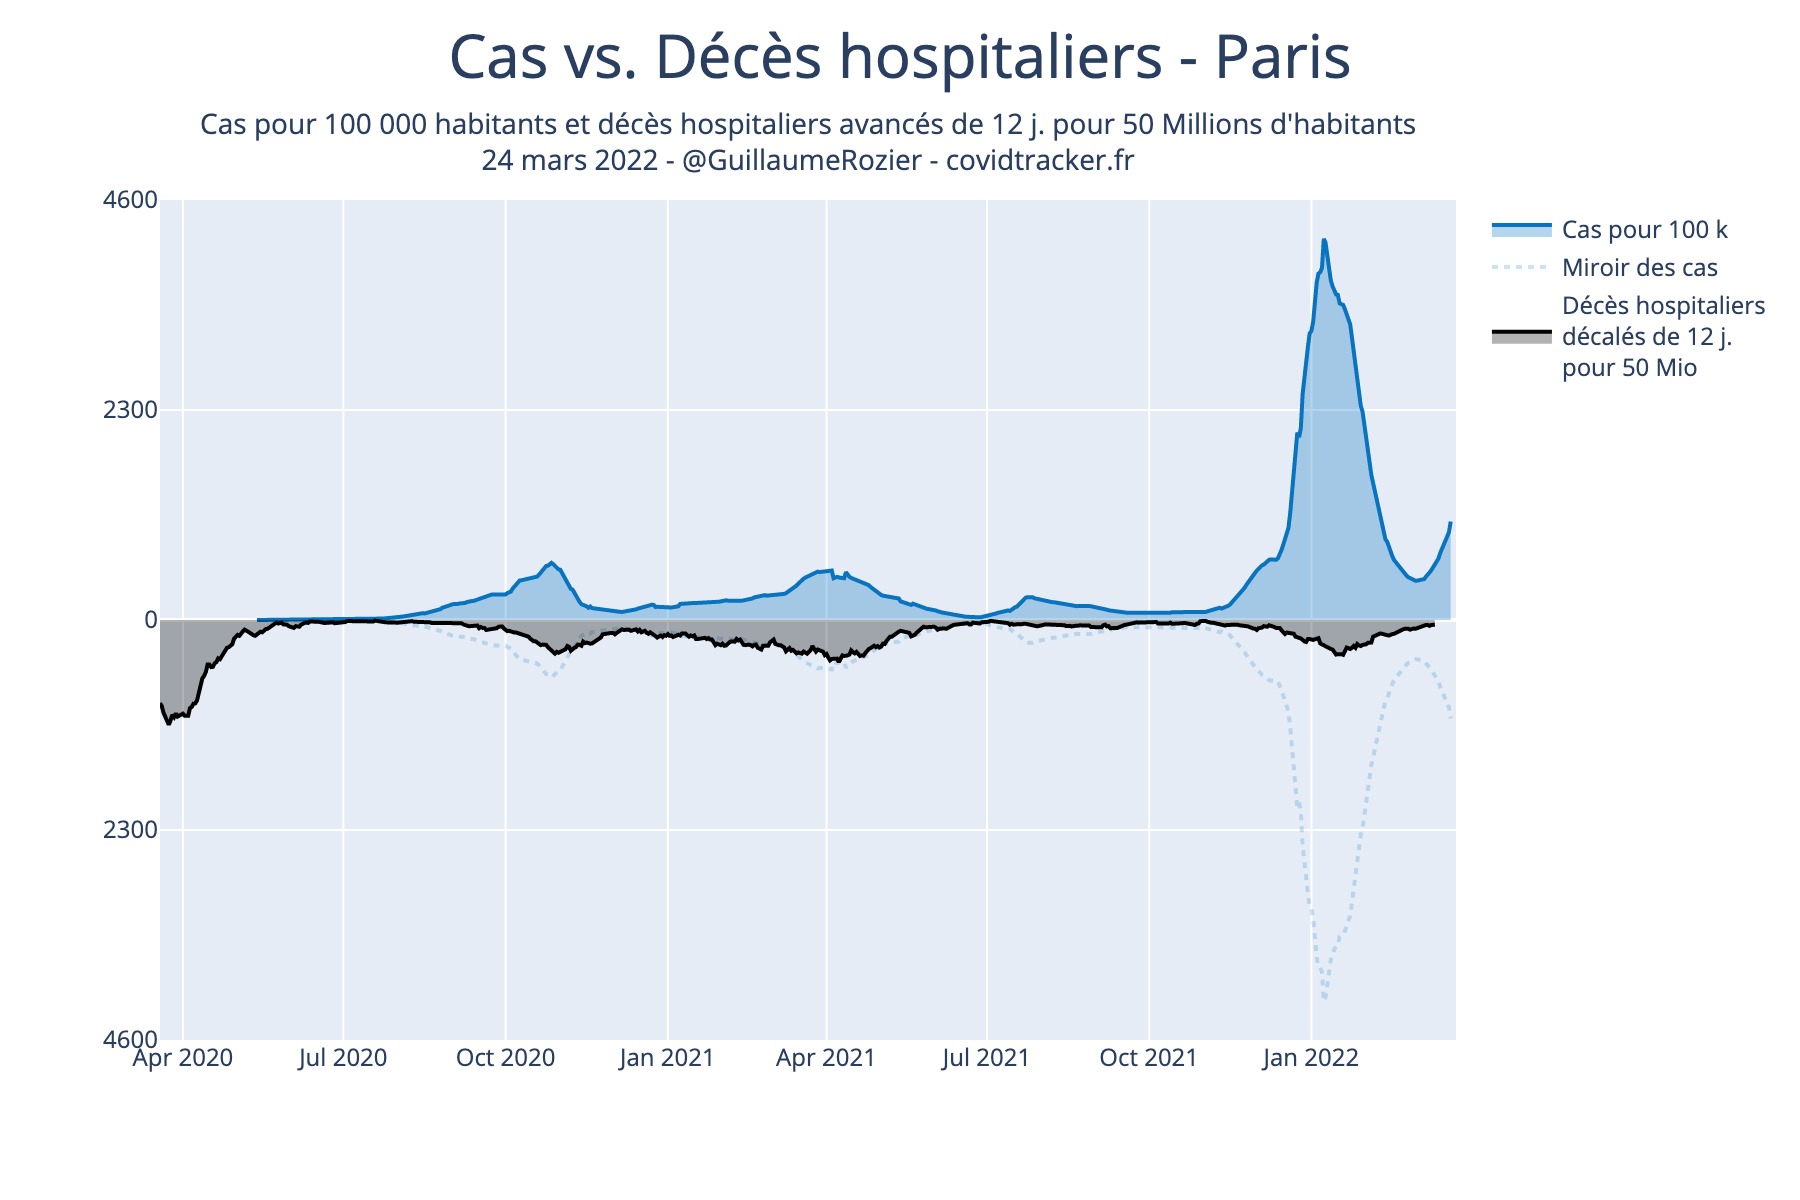 Cas vs. Décès hospitaliers - Paris
Cas pour 100 000 habitants et décès hospitaliers avancés de 12 j. pour 50 Millions d'habitants
24 mars 2022 - @GuillaumeRozier - covidtracker.fr
4600
2300
0
2300
4600
Apr 2020
Jul 2020
Oct 2020
Jan 2021
Apr 2021
Jul 2021
Oct 2021
Jan 2022
Cas pour 100 k
Miroir des cas
Décès hospitaliers
décalés de 12 j.
pour 50 Mio